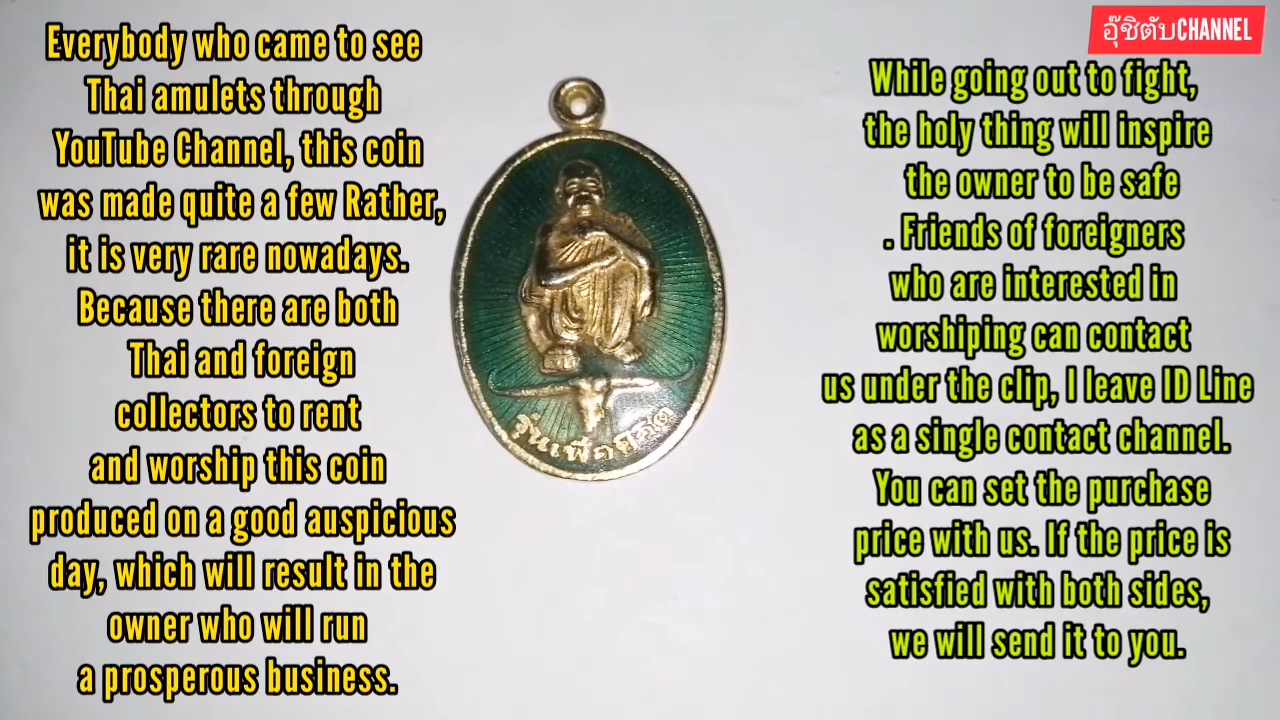 อุ๊ชิตับCHANNEL
Everybody who came to see
Thai amulets through
YouTube Channel, this coin
was made quite a few Rather,
it is very rare nowadays.
Because there are both
Thai and foreign
collectors to rent
and worship this coin
produced on a good auspicious
day, which will result in the
owner who will run
a prosperous business.
While going out to fight,
the holy thing will inspire
the owner to be safe
. Friends of foreigners
who are interested in
worshiping can contact
us under the clip, I leave ID Line
as a single contact channel.
You can set the purchase
price with us. If the price is
satisfied with both sides,
we will send it to you.